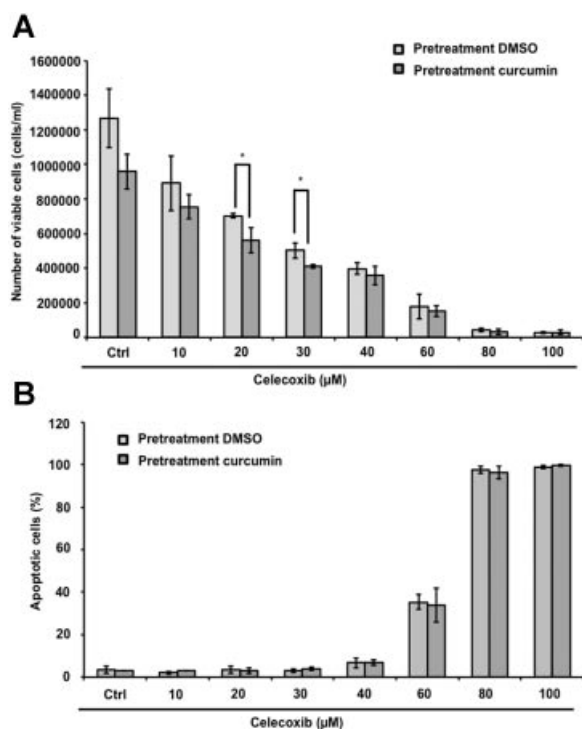 A
Pretreatment DMSO
Pretreatment curcumin
Number of viable cells (cells/ml)
1600000
1400000
1200000
1000000
800000
600000
400000
200000
0
* *
Ctrl 10 20 30 40 60 80 100
Celecoxib (µM)
B
Pretreatment DMSO
Pretreatment curcumin
Apoptotic cells (%)
120
100
80
60
40
20
0
Ctrl 10 20 30 40 60 80 100
Celecoxib (µM)